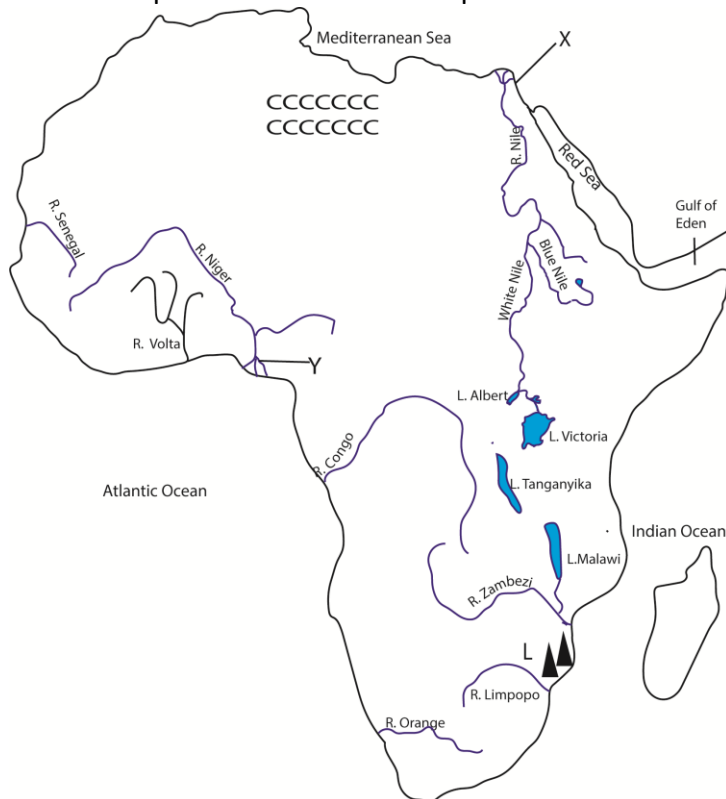 Mediterranean Sea
X
CCCCCCC
CCCCCCC
R. Nile
Red Sea
Gulf of
Eden
R. Senegal
R. Niger
Blue Nile
White Nile
R. Volta
Y
L. Albert
L. Victoria
R. Congo
L. Tanganyika
Atlantic Ocean
Indian Ocean
L.Malawi
R. Zambezi
L
R. Limpopo
R. Orange